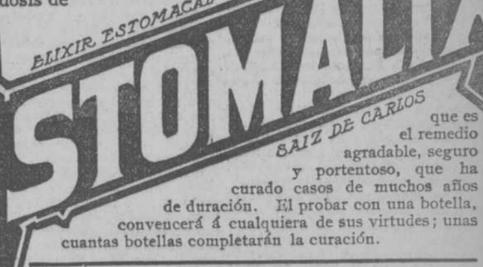 dosis de
ELIXIR ESTOMACAL
STOMALIX
SAIZ DE CARLOS
que es
el remedio
agradable, seguro
y portentoso, que ha
curado casos de muchos años
de duración. El probar con una botella,
convencerá á cualquiera de sus virtudes; unas
cuantas botellas completarán la curación.